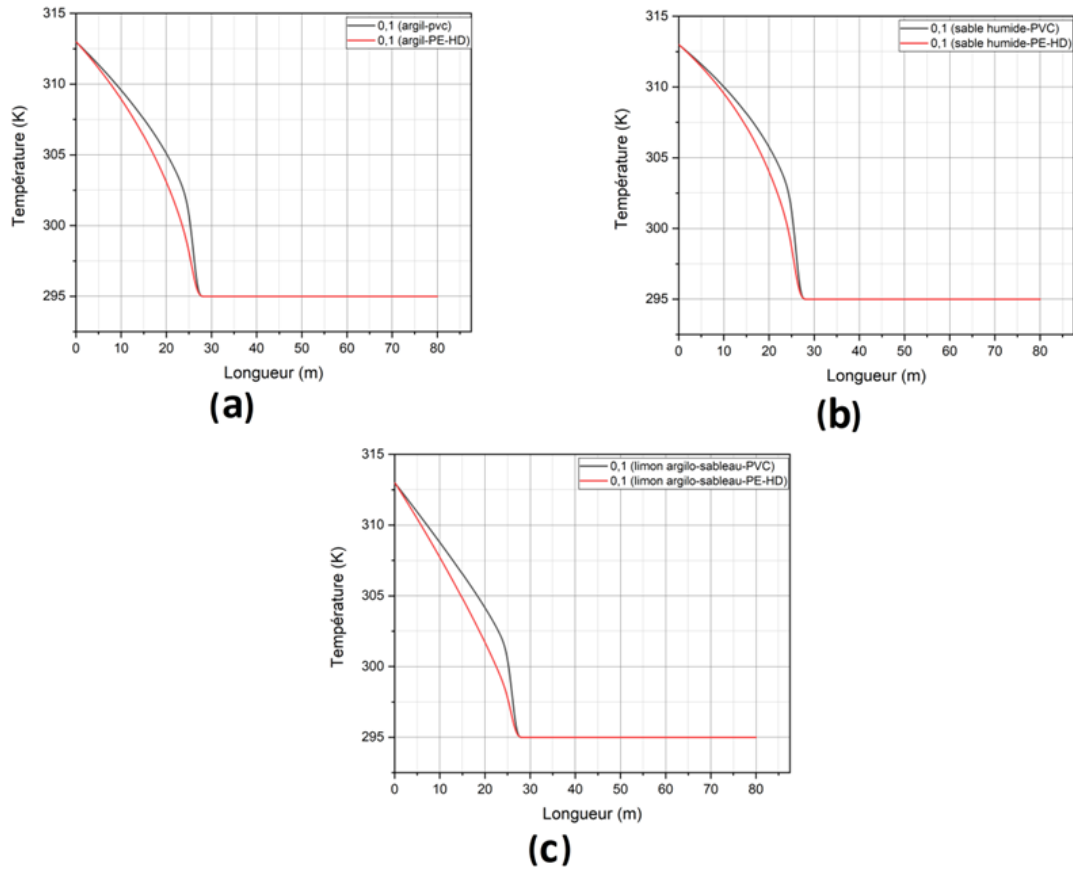 315
310
305
300
295
Température (K)
0,1 (argil-pvc)
0,1 (argil-PE-HD)
0 10 20 30 40 50 60 70 80
Longueur (m)
(a)
315
310
305
300
295
Température (K)
0,1 (sable humide-PVC)
0,1 (sable humide-PE-HD)
0 10 20 30 40 50 60 70 80
Longueur (m)
(b)
315
310
305
300
295
Température (K)
0,1 (limon argilo-sableau-PVC)
0,1 (limon argilo-sableau-PE-HD)
0 10 20 30 40 50 60 70 80
Longueur (m)
(c)